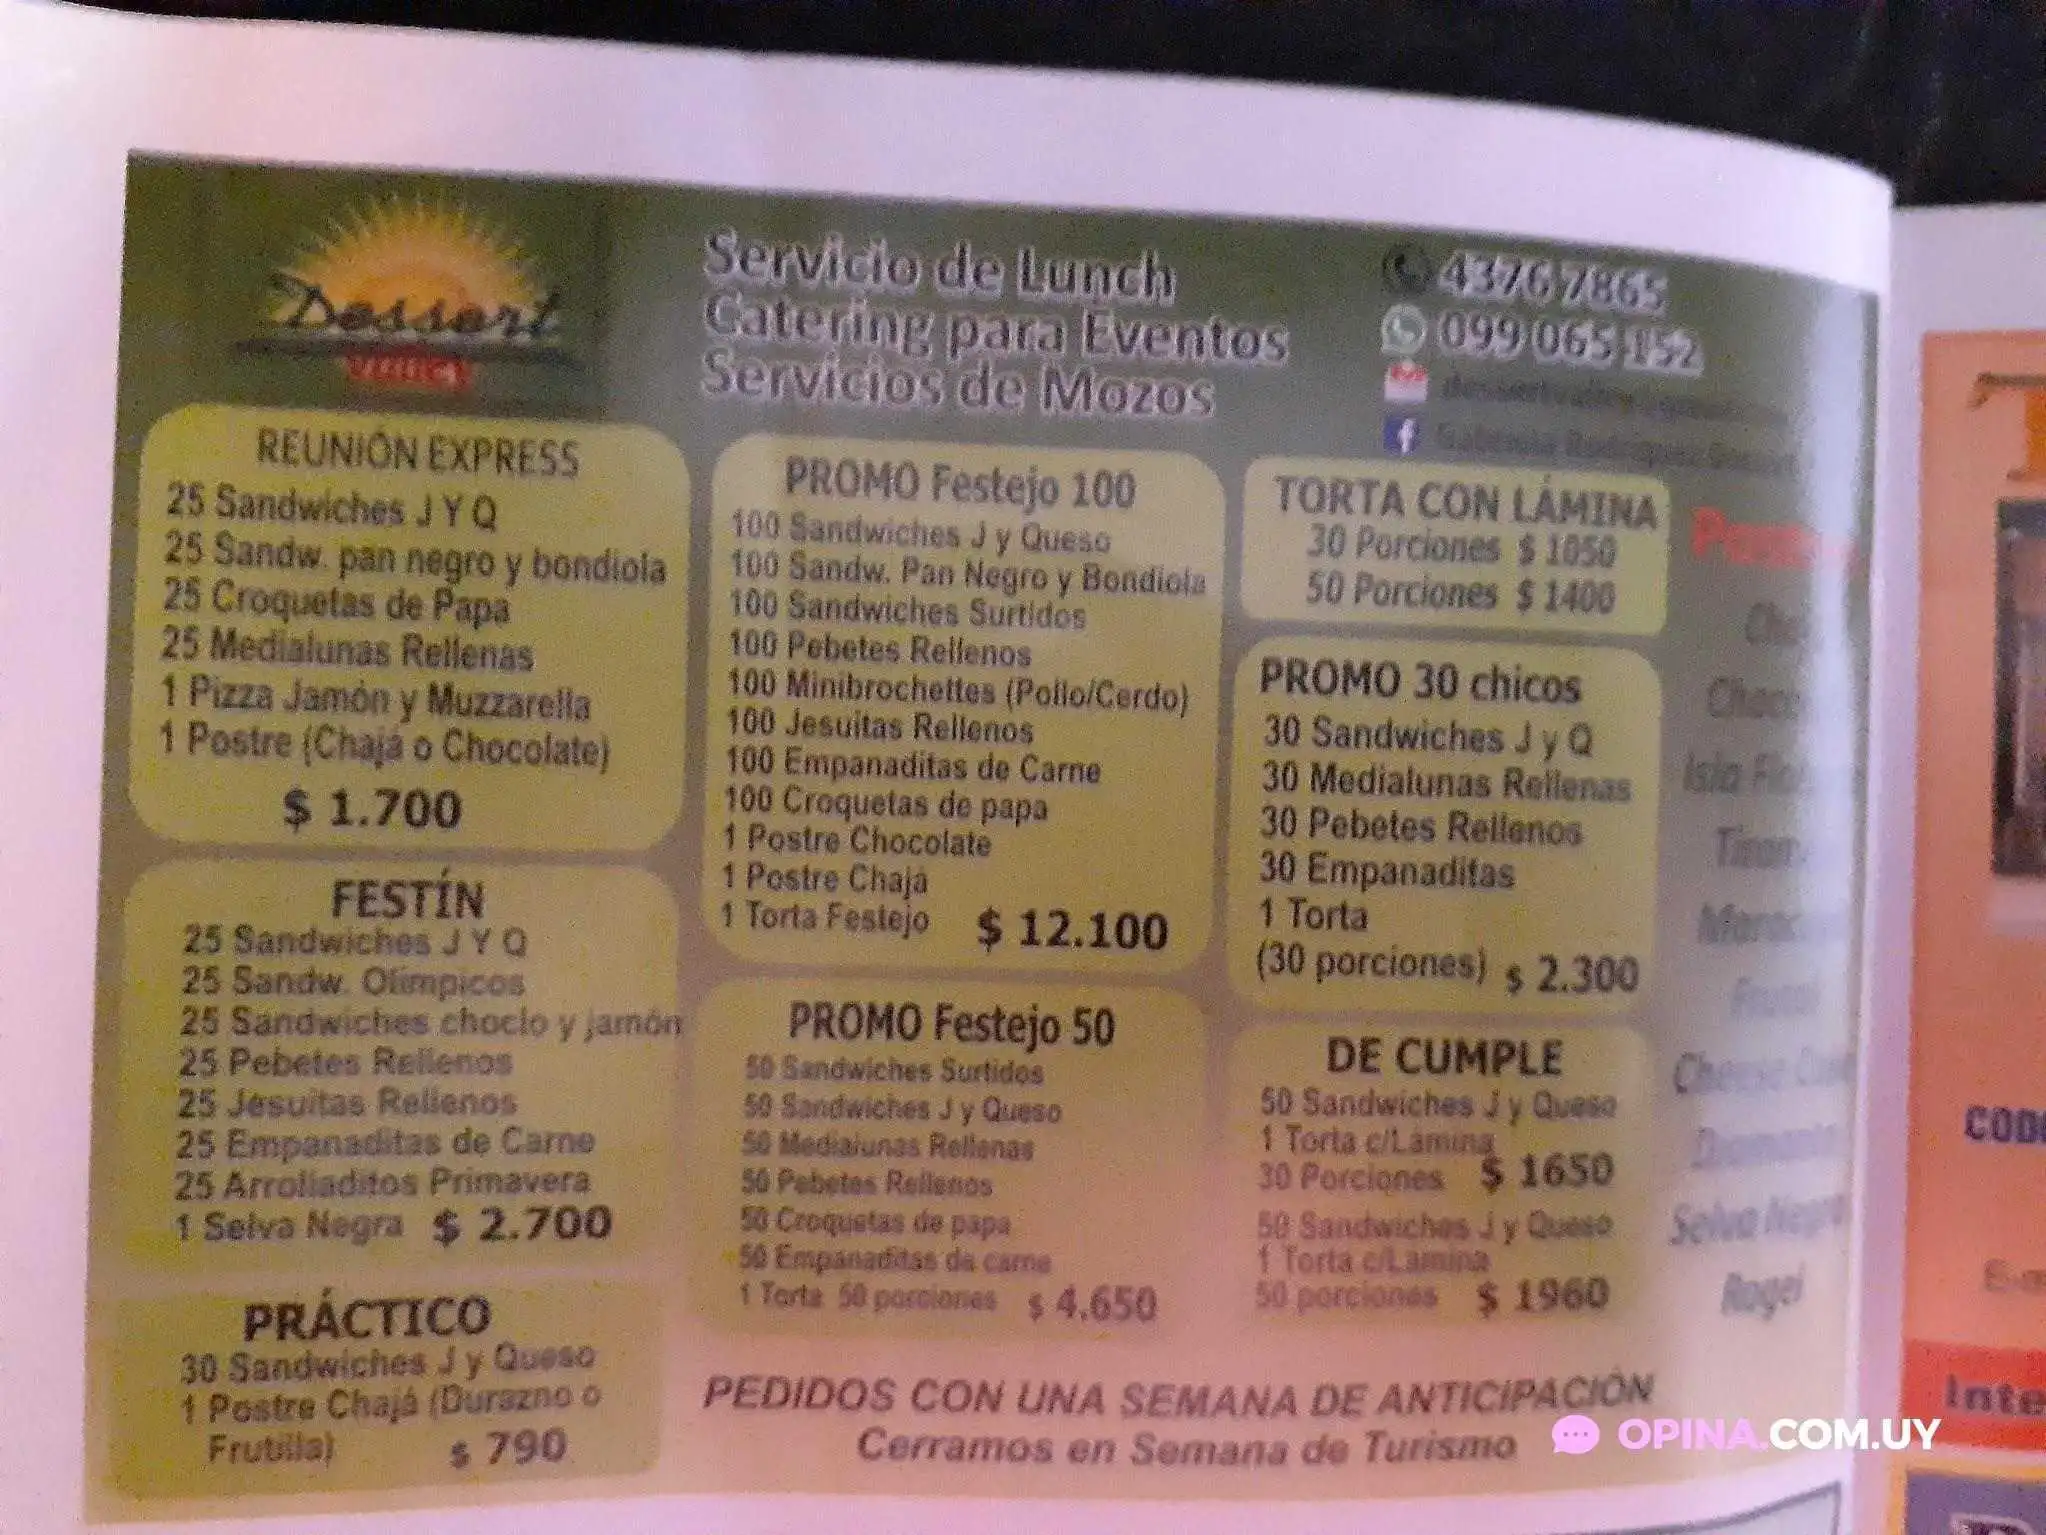 Dessert
Servicio de Lunch
Catering para Eventos
Servicios de Mozos
4376 7865
099 065 152
REUNIÓN EXPRESS
25 Sandwiches J Y Q
25 Sandw. pan negro y bondiola
25 Croquetas de Papa
25 Medialunas Rellenas
1 Pizza Jamón y Muzzarella
1 Postre (Chajá o Chocolate)
$ 1.700
FESTÍN
25 Sandwiches J Y Q
25 Sandw. Olímpicos
25 Sandwiches choclo y jamón
25 Pebetes Rellenos
25 Jesuitas Rellenos
25 Empanaditas de Carne
25 Arrolladitos Primavera
1 Selva Negra $ 2.700
PRÁCTICO
30 Sandwiches J y Queso
1 Postre Chajá (Durazno o
Frutilla) $ 790
PROMO Festejo 100
100 Sandwiches J y Queso
100 Sandw. Pan Negro y Bondiola
100 Sandwiches Surtidos
100 Pebetes Rellenos
100 Minibrochettes (Pollo/Cerdo)
100 Jesuitas Rellenos
100 Empanaditas de Carne
100 Croquetas de papa
1 Postre Chocolate
1 Postre Chajá
1 Torta Festejo $ 12.100
PROMO Festejo 50
50 Sandwiches Surtidos
50 Sandwiches J y Queso
50 Medialunas Rellenas
50 Pebetes Rellenos
50 Croquetas de papa
50 Empanaditas de carne
1 Torta 50 porciones $ 4.650
TORTA CON LÁMINA
30 Porciones $ 1050
50 Porciones $ 1400
PROMO 30 chicos
30 Sandwiches J y Q
30 Medialunas Rellenas
30 Pebetes Rellenos
30 Empanaditas
1 Torta
(30 porciones) $ 2.300
DE CUMPLE
50 Sandwiches J y Queso
1 Torta c/Lámina
30 Porciones $ 1650
50 Sandwiches J y Queso
1 Torta c/Lámina
50 porciones $ 1960
Isla
Cheese
Selva Negra
Rogel
PEDIDOS CON UNA SEMANA DE ANTICIPACIÓN
Cerramos en Semana de Turismo
OPINA.COM.UY